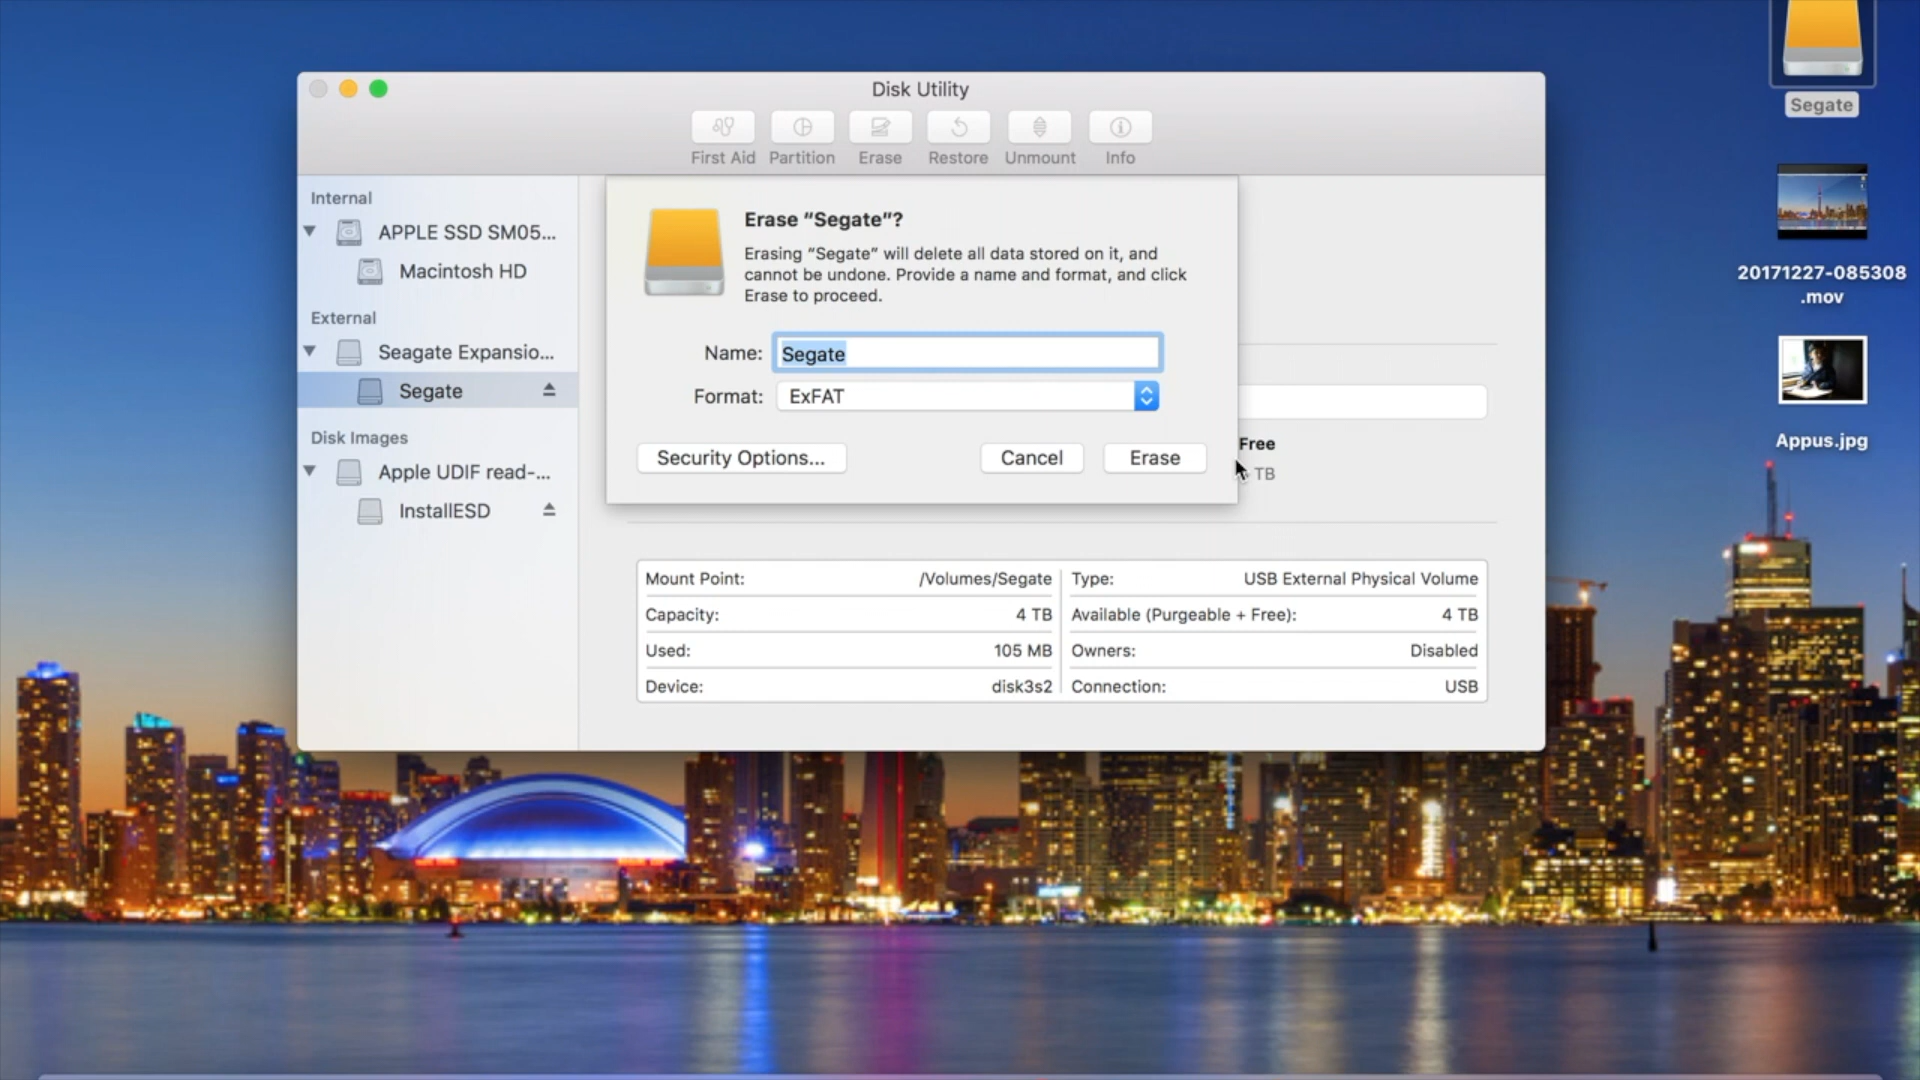 Disk Utility
First Aid
Partition
Erase
Restore
Unmount
Info
Internal
APPLE SSD SM05...
Macintosh HD
External
Seagate Expansio...
Segate
Disk Images
Apple UDIF read-...
InstallESD
Erase “Segate”?
Erasing “Segate” will delete all data stored on it, and
cannot be undone. Provide a name and format, and click
Erase to proceed.
Name: Segate
Format: ExFAT
Security Options...
Cancel
Erase
Free
TB
Mount Point: /Volumes/Segate
Capacity: 4 TB
Used: 105 MB
Device: disk3s2
Type: USB External Physical Volume
Available (Purgeable + Free): 4 TB
Owners: Disabled
Connection: USB
Segate
20171227-085308
.mov
Appus.jpg